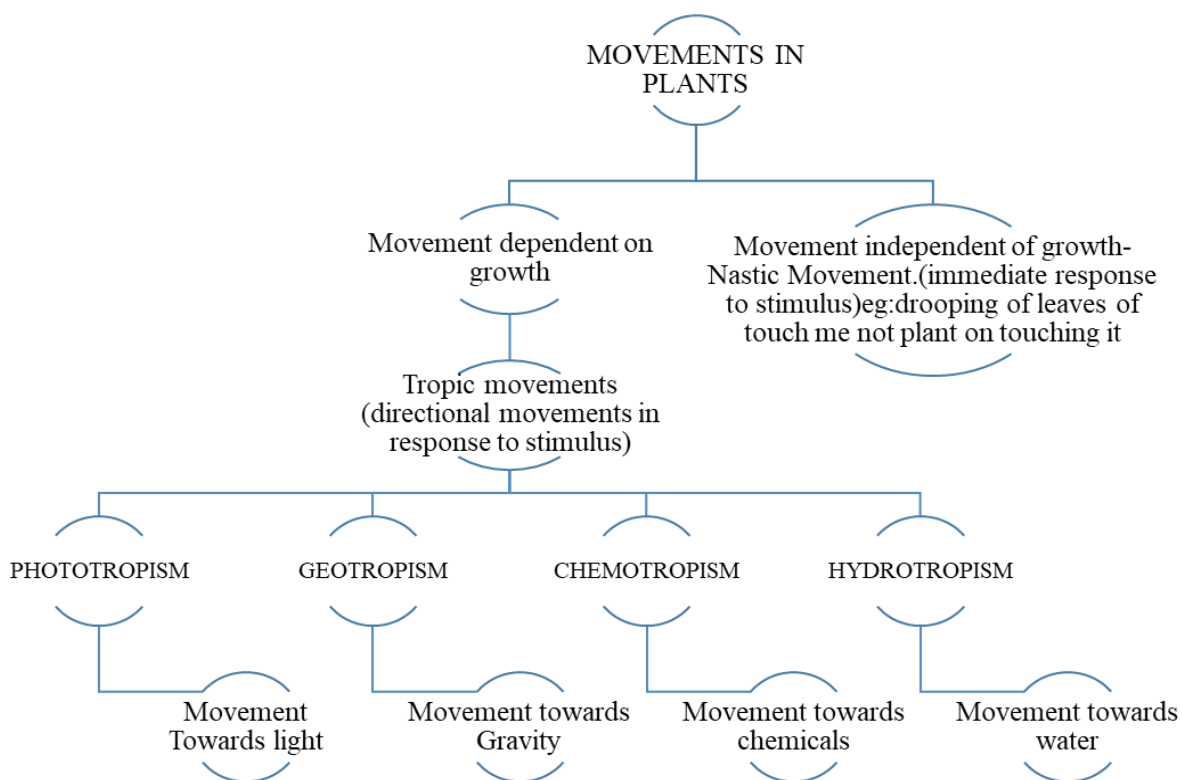 MOVEMENTS IN
PLANTS
Movement dependent on
growth
Movement independent of growth-
Nastic Movement.(immediate response
to stimulus)eg:drooping of leaves of
touch me not plant on touching it
Tropic movements
(directional movements in
response to stimulus)
PHOTOTROPISM
GEOTROPISM
CHEMOTROPISM
HYDROTROPISM
Movement
Towards light
Movement towards
Gravity
Movement towards
chemicals
Movement towards
water